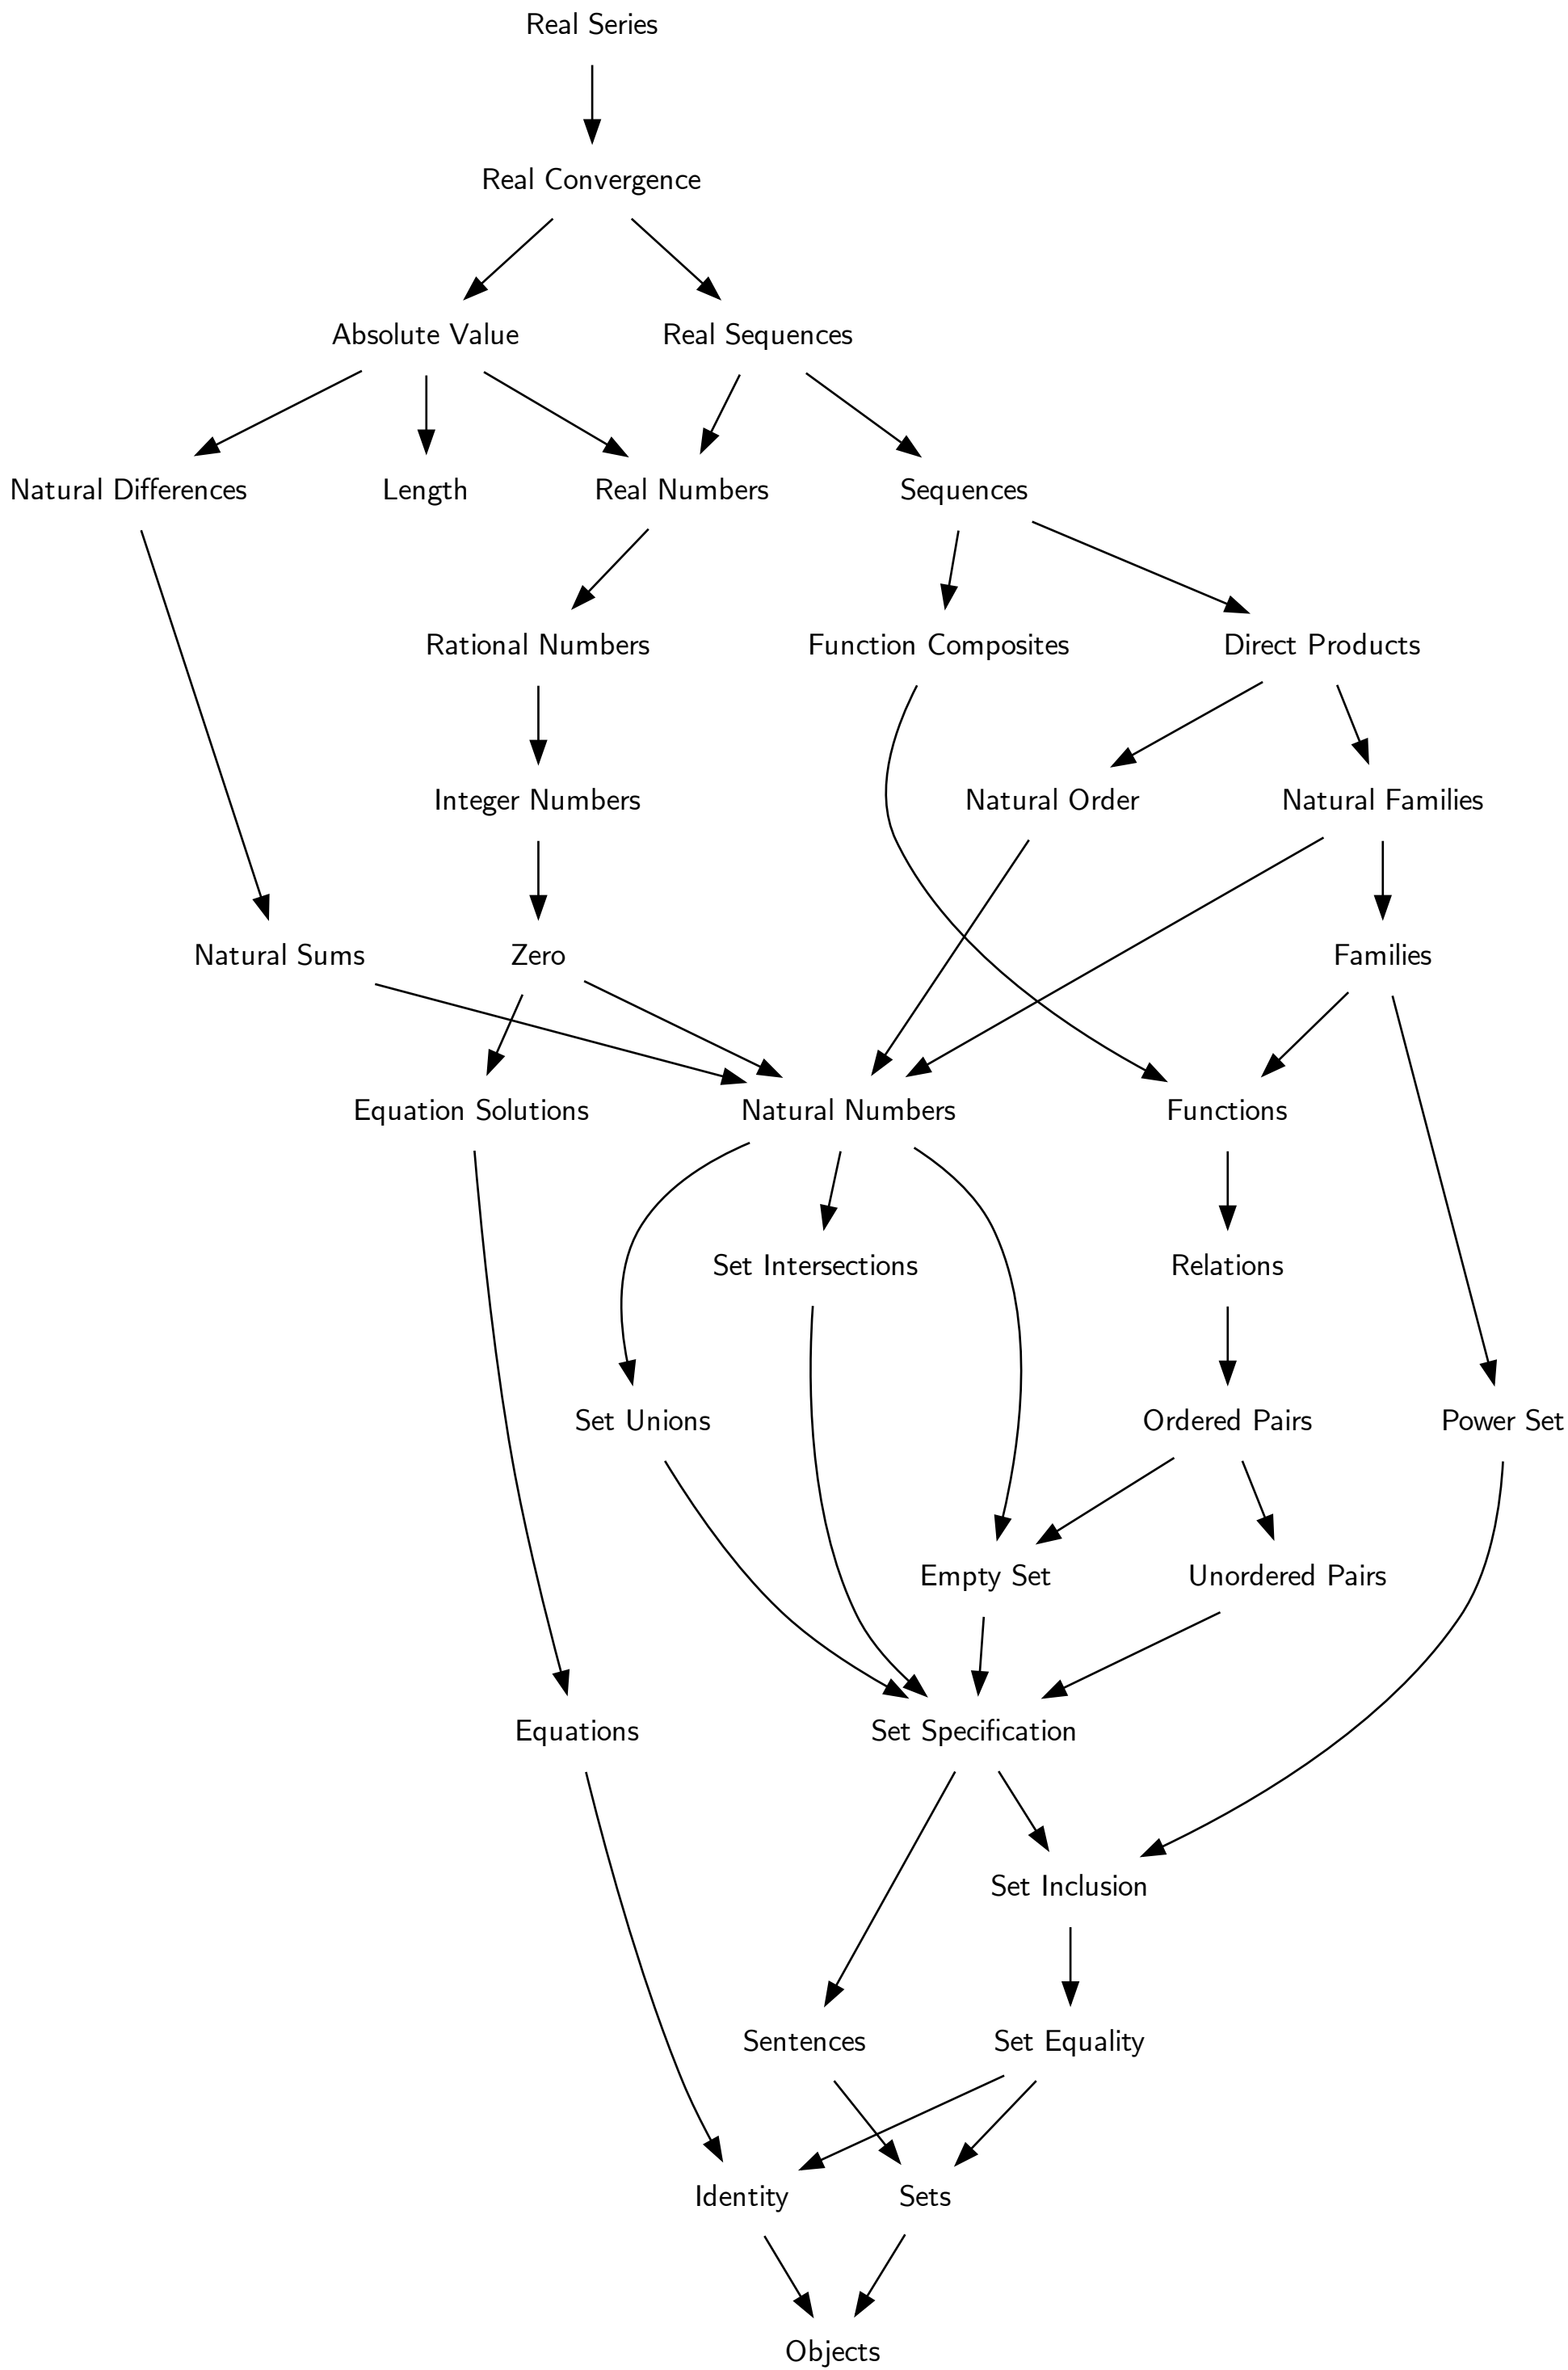 Real Series
Real Convergence
Absolute Value
Real Sequences
Natural Differences
Length
Real Numbers
Sequences
Rational Numbers
Function Composites
Direct Products
Integer Numbers
Natural Order
Natural Families
Natural Sums
Zero
Families
Equation Solutions
Natural Numbers
Functions
Set Intersections
Relations
Set Unions
Ordered Pairs
Power Set
Empty Set
Unordered Pairs
Equations
Set Specification
Set Inclusion
Sentences
Set Equality
Identity
Sets
Objects